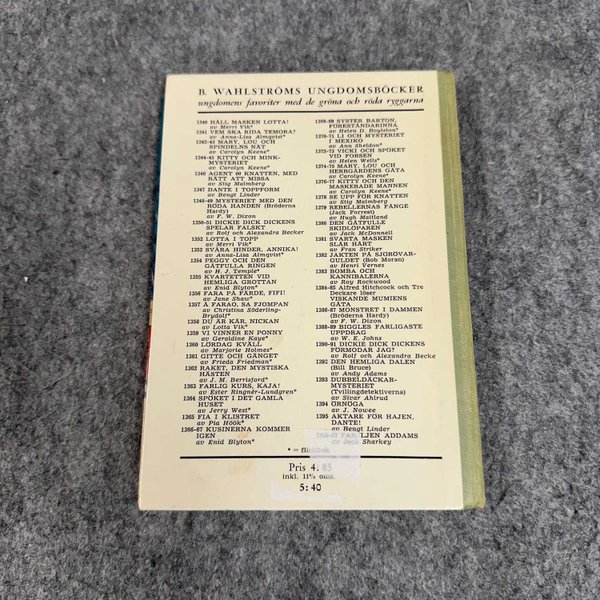 B. WAHLSTRÖMS UNGDOMSBÖCKER
ungdomens favoriter med de gröna och röda ryggarna
1340 HÅLL MASKEN LOTTA!
av Merri Vik*
1341 VEM SKA RIDA TEMORA?
av Anna-Lisa Almqvist*
1342-43 MARY, LOU OCH
SPINDELNS NÄT
av Carolyn Keene*
1344-45 KITTY OCH MINK-
MYSTERIET
av Carolyn Keene*
1346 AGENT 00 KNATTEN, MED
RÄTT ATT MISSA
av Stig Malmberg
1347 DANTE I TOPPFORM
av Bengt Linder
1348-49 MYSTERIET MED DEN
RÖDA HANDEN (Bröderna
Hardy)
av F. W. Dixon
1350-51 DICKIE DICK DICKENS
SPELAR FALSKT
av Rolf och Alexandra Becker
1352 LOTTA I TOPP
av Merri Vik*
1353 SVÅRA HINDER, ANNIKA!
av Anna-Lisa Almqvist*
1354 PEGGY OCH DEN
GÅTFULLA RINGEN
av H. J. Temple*
1355 KVARTETTEN VID
HEMLIGA GROTTAN
av Enid Blyton*
1356 FARA PÅ FÄRDE, FIFI!
av Jane Shaw*
1357 Å FARAO, SA FJOMPAN
av Christina Söderling-
Brydolf*
1358 DU ÄR KÄR, NICKAN
av Lotta Vik*
1359 VI VINNER EN PONNY
av Geraldine Kaye*
1360 LÖRDAG KVÄLL
av Marjorie Holmes*
1361 GITTE OCH GÄNGET
av Frieda Friedman*
1362 RAKET, DEN MYSTISKA
HÄSTEN
av J. M. Berrisford*
1363 FARLIG KURS, KAJA!
av Ester Ringnér-Lundgren*
1364 SPÖKET I DET GAMLA
HUSET
av Jerry West*
1365 FIA I KLISTRET
av Pia Höök*
1366-67 KUSINERNA KOMMER
IGEN
av Enid Blyton*
1368-69 SYSTER BARTON,
FÖRESTÅNDARINNA
av Helen D. Boylston*
1370-71 LI OCH MYSTERIET
I MEXIKO
av Ann Sheldon*
1372-73 VICKI OCH SPÖKET
VID FORSEN
av Helen Wells*
1374-75 MARY, LOU OCH
HERRGÅRDENS GÅTA
av Carolyn Keene*
1376-77 KITTY OCH DEN
MASKERADE MANNEN
av Carolyn Keene*
1378 SE UPP FÖR KNATTEN
av Stig Malmberg
1379 REBELLERNAS FÅNGE
(Jack Forrest)
av Hugh Maitland
1380 DEN GÅTFULLE
SKIDLÖPAREN
av Jack McDonnell
1381 SVARTA MASKEN
SLÅR HÅRT
av Fran Striker
1382 JAKTEN PÅ SJÖRÖVAR-
GULDET (Bob Moran)
av Henri Vernes
1383 BOMBA OCH
KANNIBALERNA
av Roy Rockwood
1384-85 Alfred Hitchcock och Tre
Deckare löser
VISKANDE MUMIENS
GÅTA
1386-87 MONSTRET I DAMMEN
(Bröderna Hardy)
av F. W. Dixon
1388-89 BIGGLES FARLIGASTE
UPPDRAG
av W. E. Johns
1390-91 DICKIE DICK DICKENS
FÖRMODAR JAG?
av Rolf och Alexandra Becke
1392 DEN HEMLIGA DALEN
(Bill Bruce)
av Andy Adams
1393 DUBBELDÄCKAR-
MYSTERIET
(Tvillingdetektiverna)
av Sivar Ahlrud
1394 ÖRNÖGA
av J. Nowee
1395 AKTARE FÖR HAJEN,
DANTE!
av Bengt Linder
LJEN ADDAMS
av Jack Sharkey
* = flickbok
Pris 4:85
inkl. 11% oms.
5:40